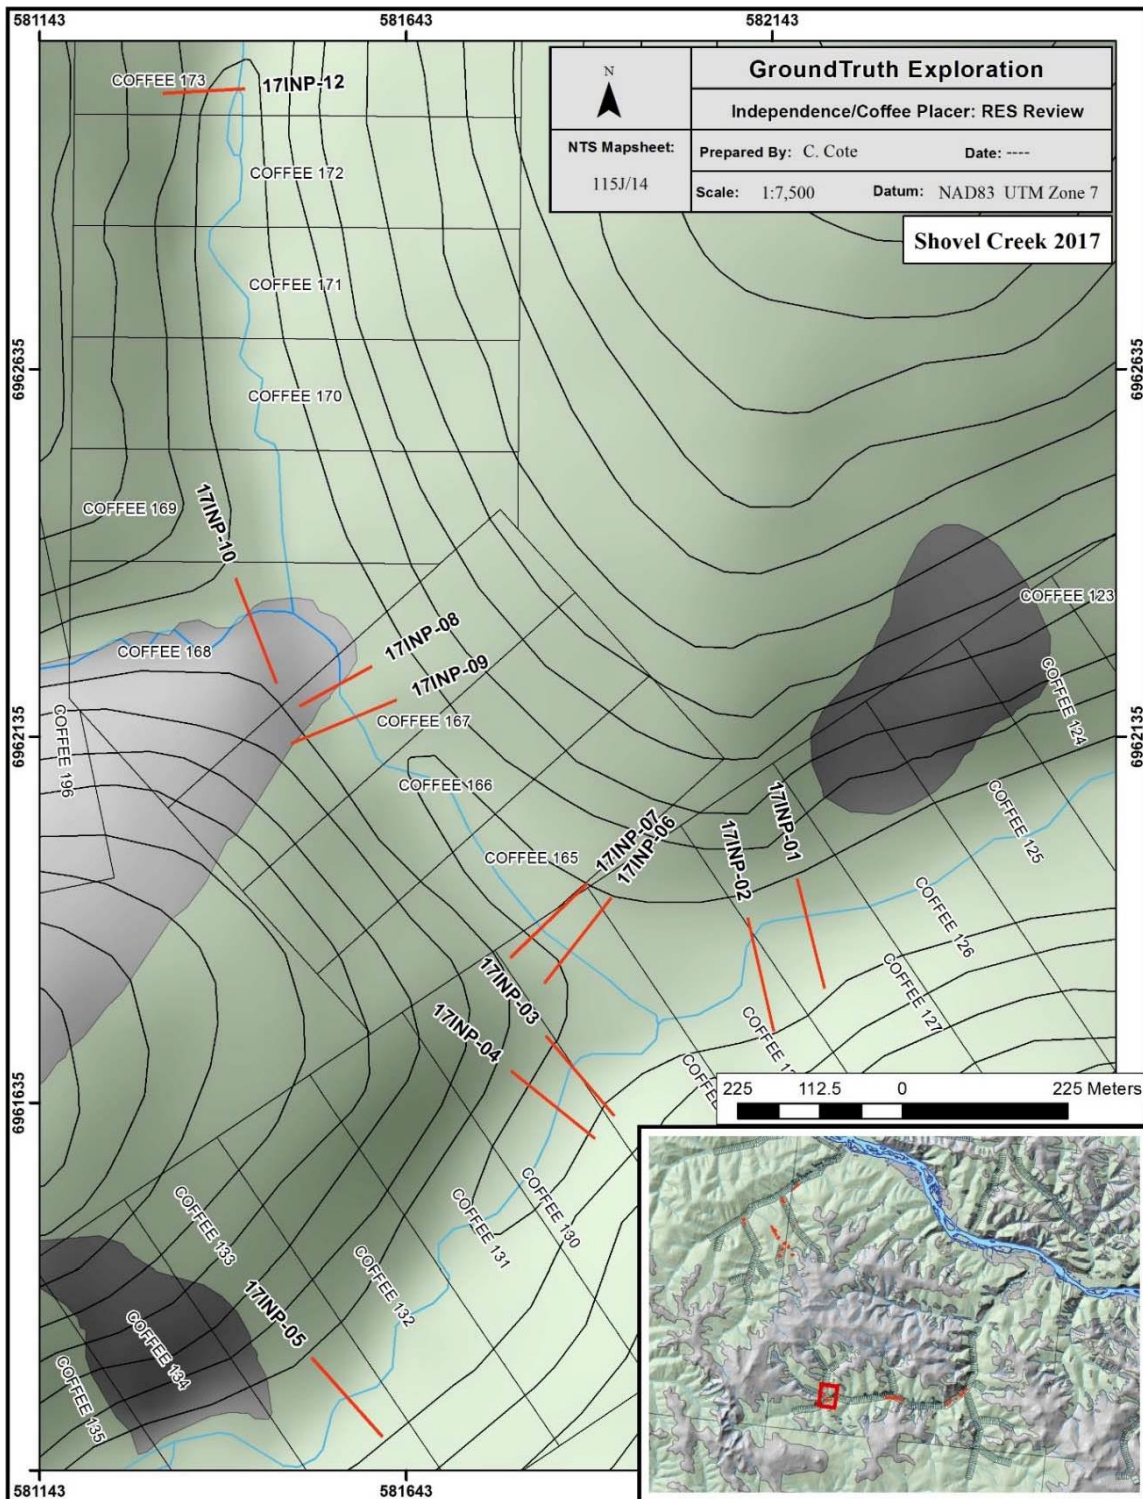 581143 581643 582143
COFFEE 173
17INP-12
N
GroundTruth Exploration
Independence/Coffee Placer: RES Review
NTS Mapsheet:
115J/14
Prepared By: C. Cote Date: ----
Scale: 1:7,500 Datum: NAD83 UTM Zone 7
Shovel Creek 2017
COFFEE 172
COFFEE 171
6962635 6962635
COFFEE 170
COFFEE 169
17INP-10
COFFEE 123
17INP-08
COFFEE 168
17INP-09
COFFEE 167
COFFEE 124
6962135 6962135
COFFEE 196
COFFEE 166
COFFEE 125
17INP-01
17INP-07
17INP-06
17INP-02
COFFEE 165
COFFEE 126
17INP-03
COFFEE 127
17INP-04
COFFEE
COFFEE
6961635 6961635
225 112.5 0 225 Meters
COFFEE 130
COFFEE 131
COFFEE 133
COFFEE 132
17INP-05
COFFEE 134
COFFEE 135
581143 581643